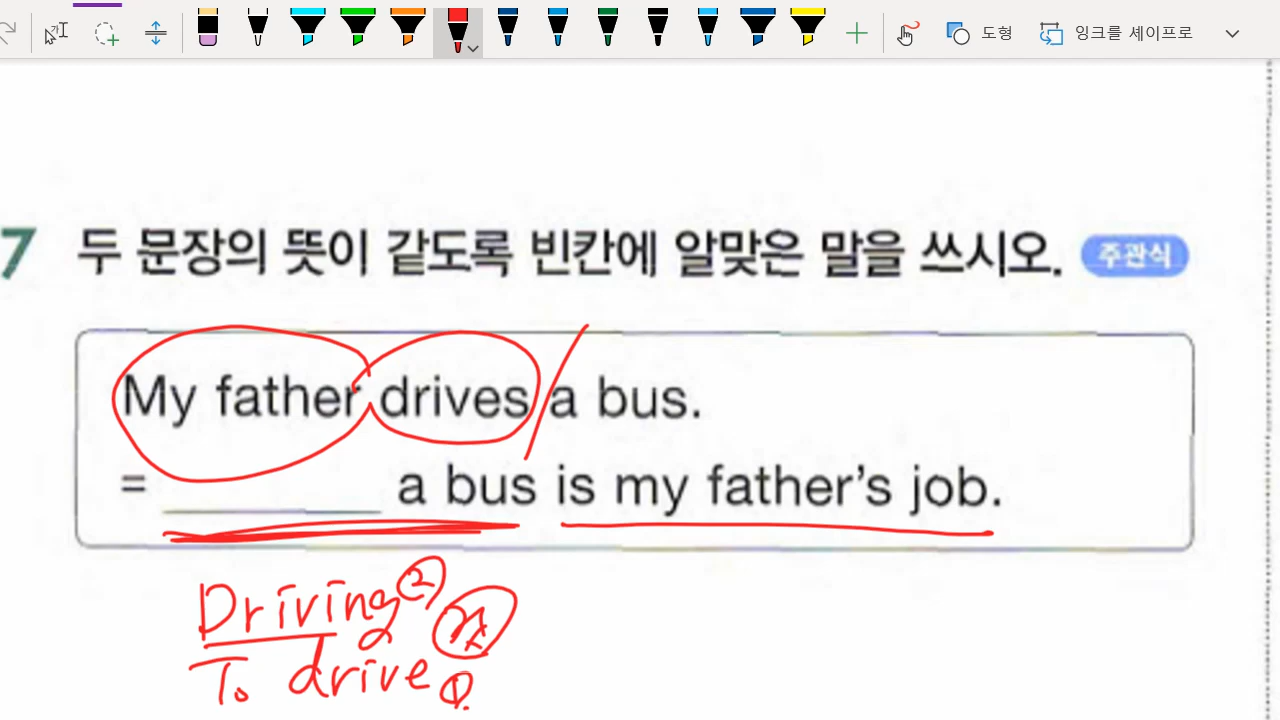 도형 잉크를 셰이프로
7 두 문장의 뜻이 같도록 빈칸에 알맞은 말을 쓰시오. 주관식
My father drives a bus.
= ________ a bus is my father's job.
Driving ②
To drive ①